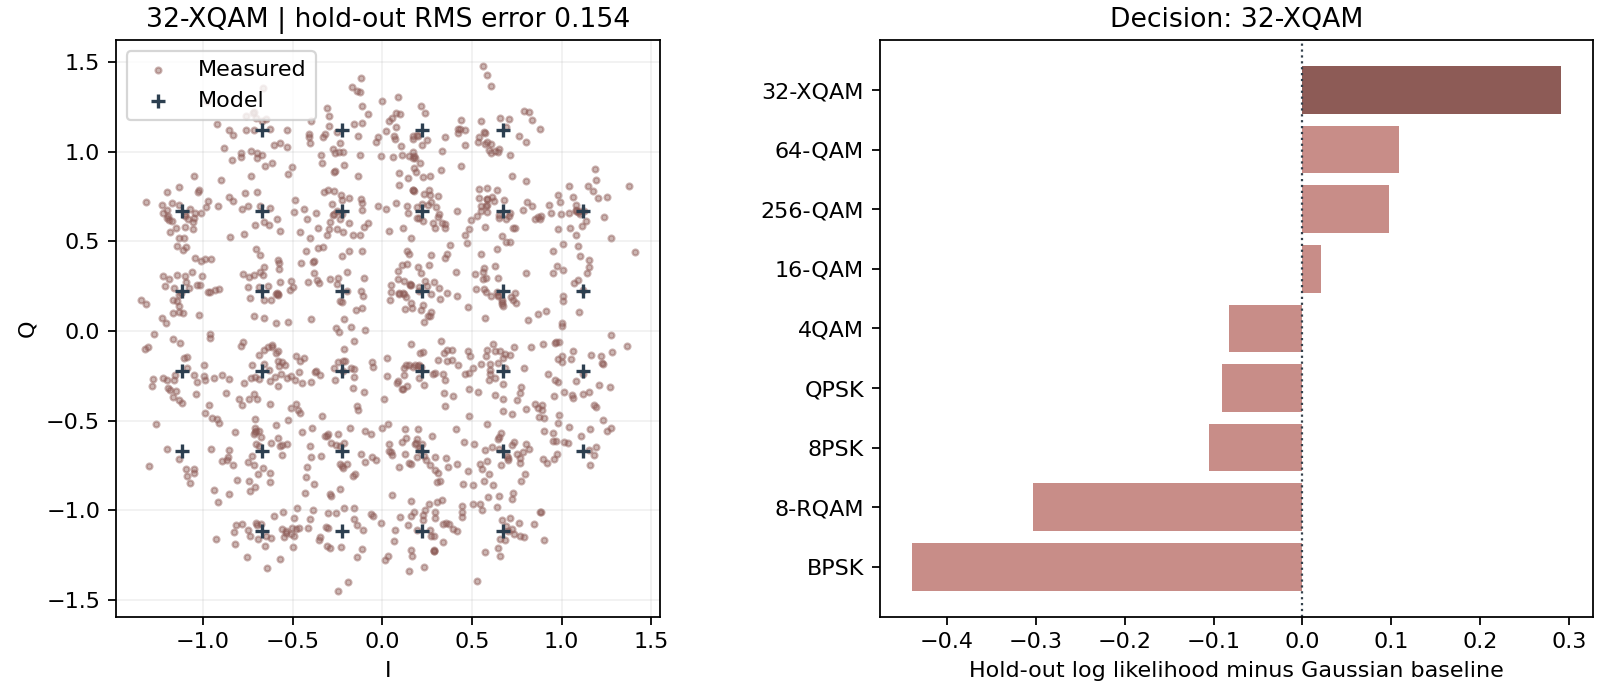 32-XQAM | hold-out RMS error 0.154
Measured
Model
1.5
1.0
0.5
0.0
−0.5
−1.0
−1.5
Q
−1.0
−0.5
0.0
0.5
1.0
1.5
I
Decision: 32-XQAM
32-XQAM
64-QAM
256-QAM
16-QAM
4QAM
QPSK
8PSK
8-RQAM
BPSK
−0.4
−0.3
−0.2
−0.1
0.0
0.1
0.2
0.3
Hold-out log likelihood minus Gaussian baseline